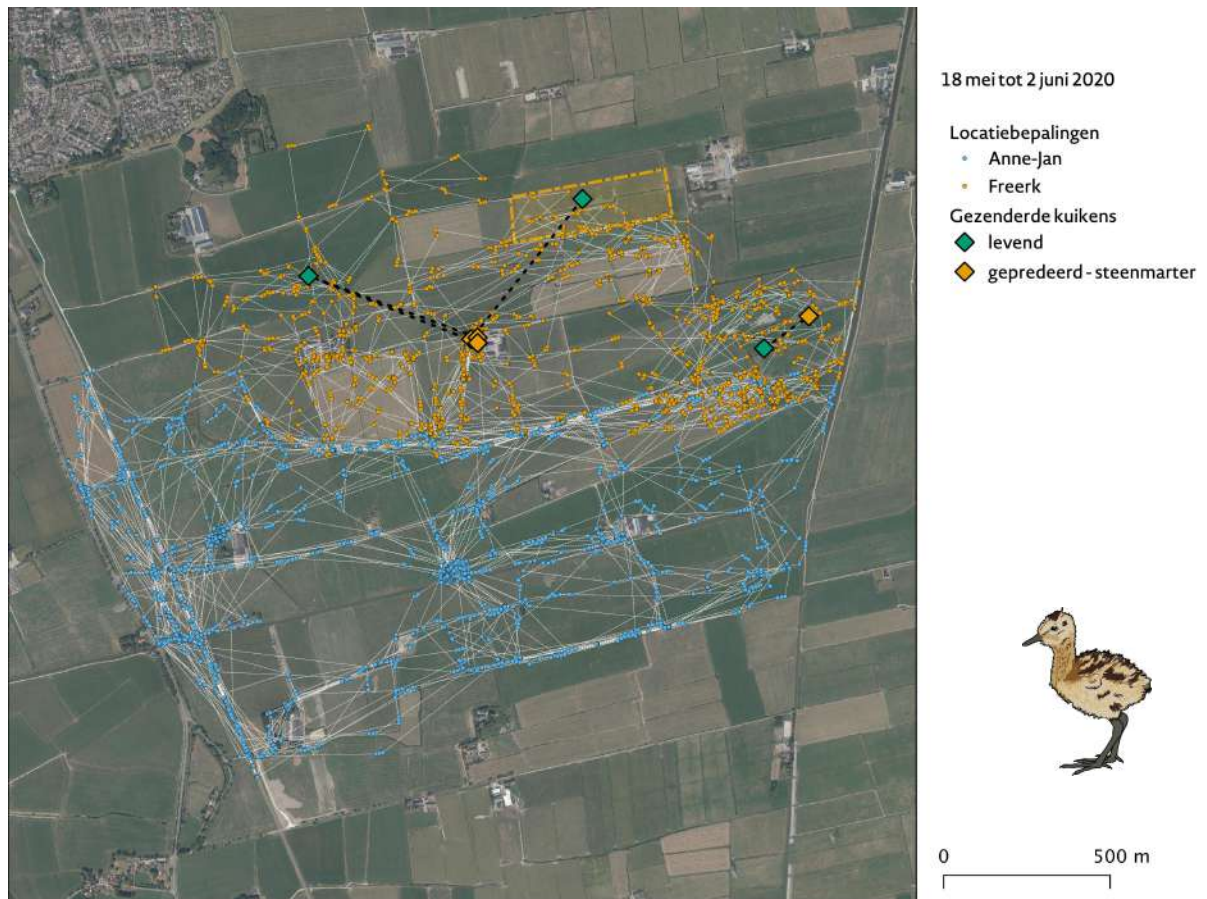 18 mei tot 2 juni 2020
Locatiebepalingen
Anne-Jan
Freerk
Gezenderde kuikens
levend
gepredeerd - steenmarter
0 500 m